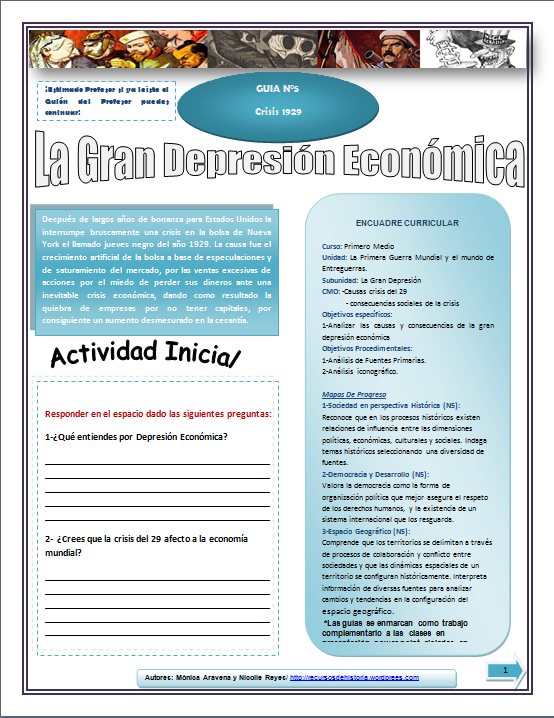 ¡Estimado Profesor si ya leíste el
Guión del Profesor puedes
continuar:
GUIA N°5
Crisis 1929
La Gran Depresión Económica
Después de largos años de bonanza para Estados Unidos la
interrumpe bruscamente una crisis en la bolsa de Nueva
York el llamado jueves negro del año 1929. La causa fue el
crecimiento artificial de la bolsa a base de especulaciones y
de saturamiento del mercado, por las ventas excesivas de
acciones por el miedo de perder sus dineros ante una
inevitable crisis económica, dando como resultado la
quiebra de empresas por no tener capitales, por
consiguiente un aumento desmesurado en la cesantía.
Actividad Inicial
Responder en el espacio dado las siguientes preguntas:
1-¿Qué entiendes por Depresión Económica?
2- ¿Crees que la crisis del 29 afecto a la economía
mundial?
ENCUADRE CURRICULAR
Curso: Primero Medio
Unidad: La Primera Guerra Mundial y el mundo de
Entreguerras.
Subunidad: La Gran Depresión
CMO: -Causas crisis del 29
- consecuencias sociales de la crisis
Objetivos específicos:
1-Analizar las causas y consecuencias de la gran
depresión económica
Objetivos Procedimentales:
1-Análisis de Fuentes Primarias.
2-Análisis iconográfico.
Mapas De Progreso
1-Sociedad en perspectiva Histórica (N5):
Reconoce que en los procesos históricos existen
relaciones de influencia entre las dimensiones
políticas, económicas, culturales y sociales. Indaga
temas históricos seleccionando una diversidad de
fuentes.
2-Democracia y Desarrollo (N5):
Valora la democracia como la forma de
organización política que mejor asegura el respeto
de los derechos humanos, y la existencia de un
sistema internacional que los resguarda.
3-Espacio Geográfico (N5):
Comprende que los territorios se delimitan a través
de procesos de colaboración y conflicto entre
sociedades y que las dinámicas espaciales de un
territorio se configuran históricamente. Interpreta
información de diversas fuentes para analizar
cambios y tendencias en la configuración del
espacio geográfico.
*Las guías se enmarcan como trabajo
complementario a las clases en
Autores: Mónica Aravena y Nicolle Reyes/ http://recursosdehistoria.wordprees.com
1